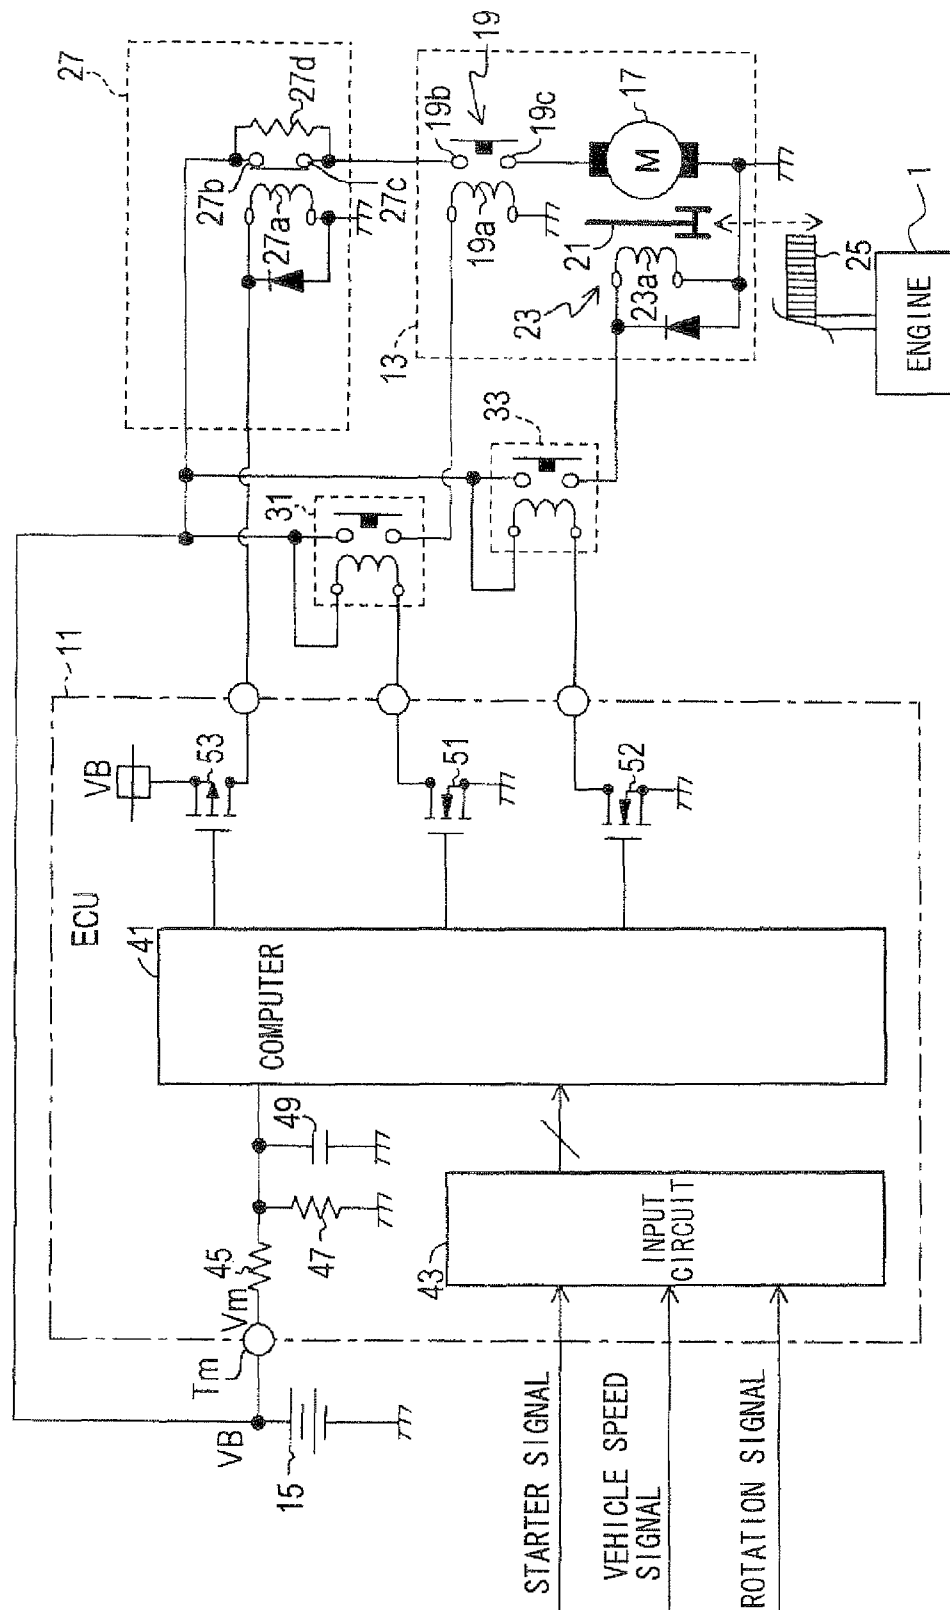 27
27d
27b
27a
27c
19
19b
19c
19a
17
M
21
23
23a
13
25
1
ENGINE
33
31
11
ECU
VB
53
51
52
41
COMPUTER
49
47
45
Vm
Tm
VB
15
43
INPUT
CIRCUIT
STARTER SIGNAL
VEHICLE SPEED
SIGNAL
ROTATION SIGNAL